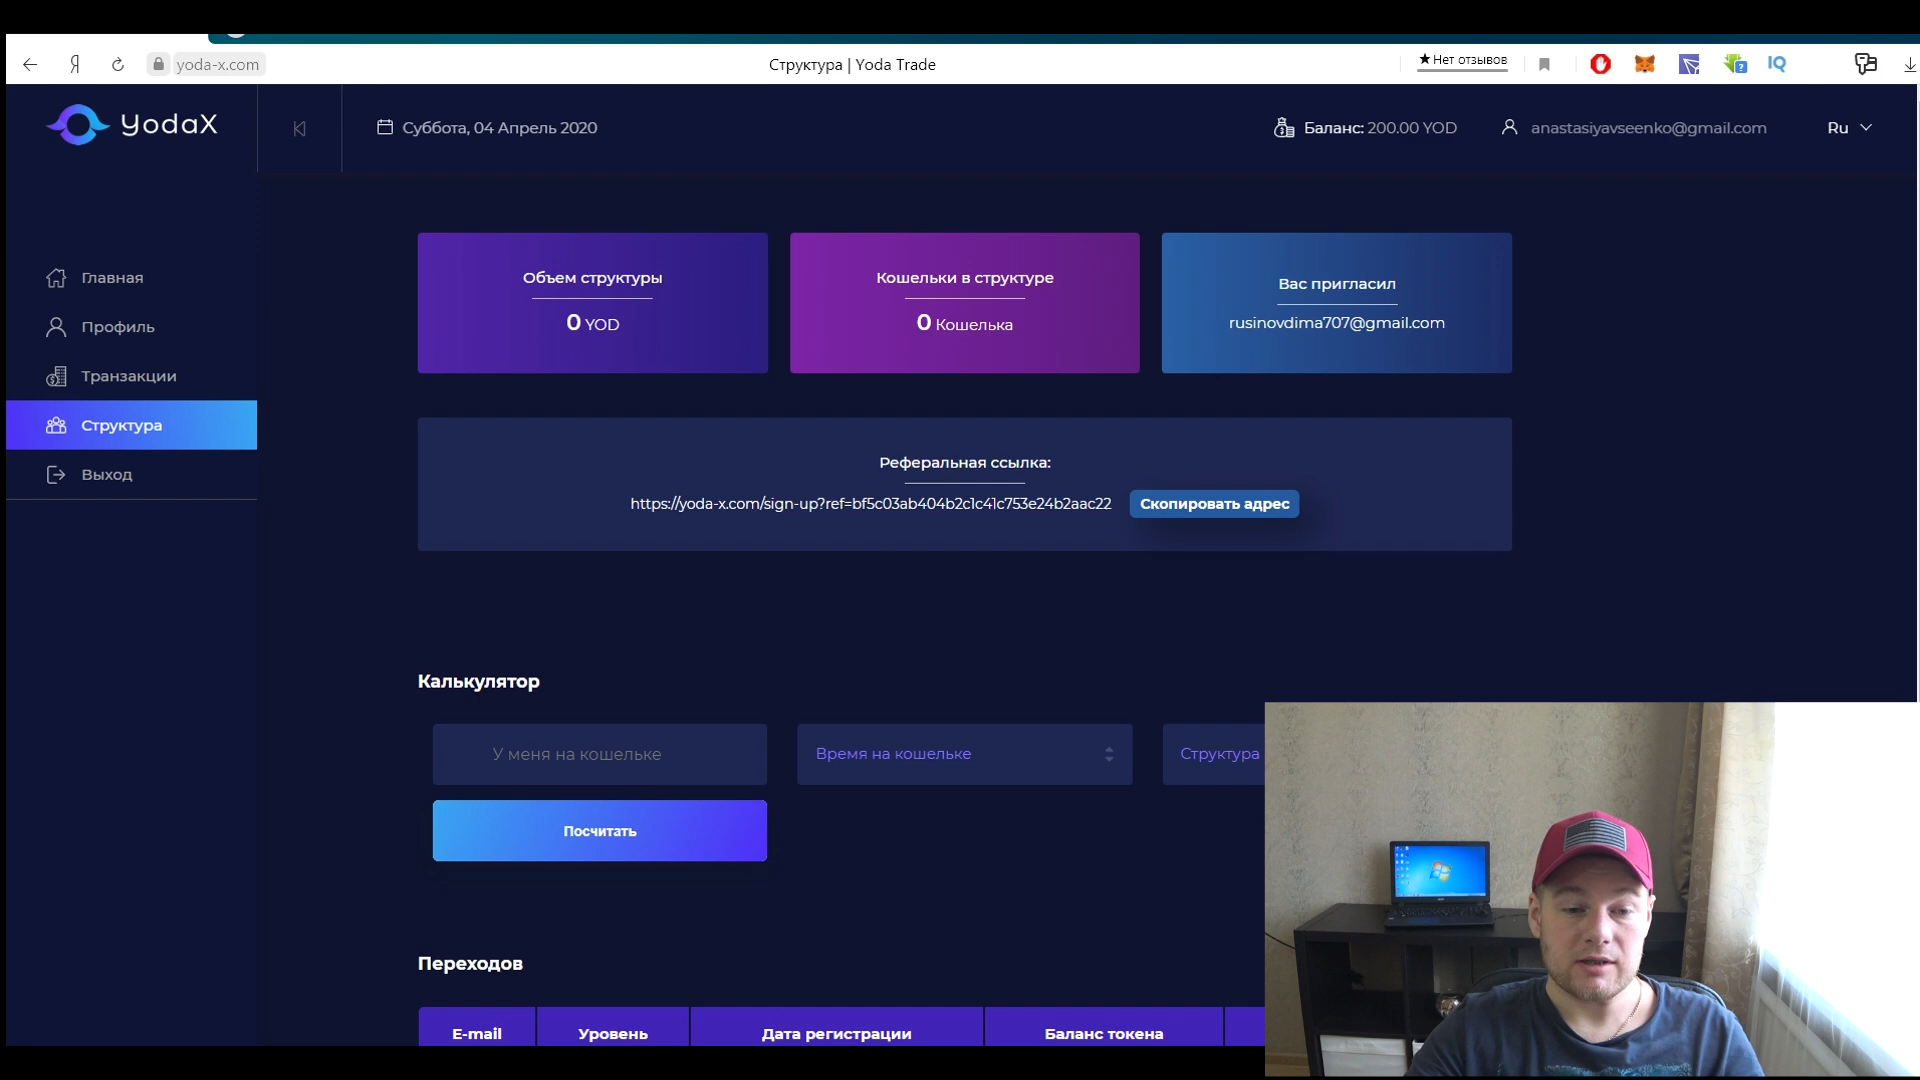 yoda-x.com
Структура | Yoda Trade
★Нет отзывов
IQ
YodaX
Суббота, 04 Апрель 2020
Баланс: 200.00 YOD
anastasiyavseenko@gmail.com
Ru
Главная
Профиль
Транзакции
Структура
Выход
Объем структуры
0 YOD
Кошельки в структуре
0 Кошелька
Вас пригласил
rusinovdima707@gmail.com
Реферальная ссылка:
https://yoda-x.com/sign-up?ref=bf5c03ab404b2c1c41c753e24b2aac22
Скопировать адрес
Калькулятор
У меня на кошельке
Время на кошельке
Структура
Посчитать
Переходов
E-mail
Уровень
Дата регистрации
Баланс токена